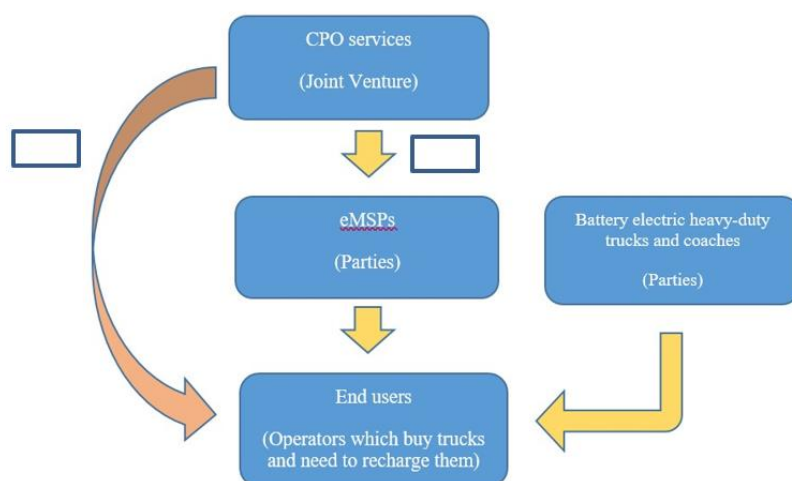 CPO services
(Joint Venture)
eMSPs
(Parties)
Battery electric heavy-duty
trucks and coaches
(Parties)
End users
(Operators which buy trucks
and need to recharge them)